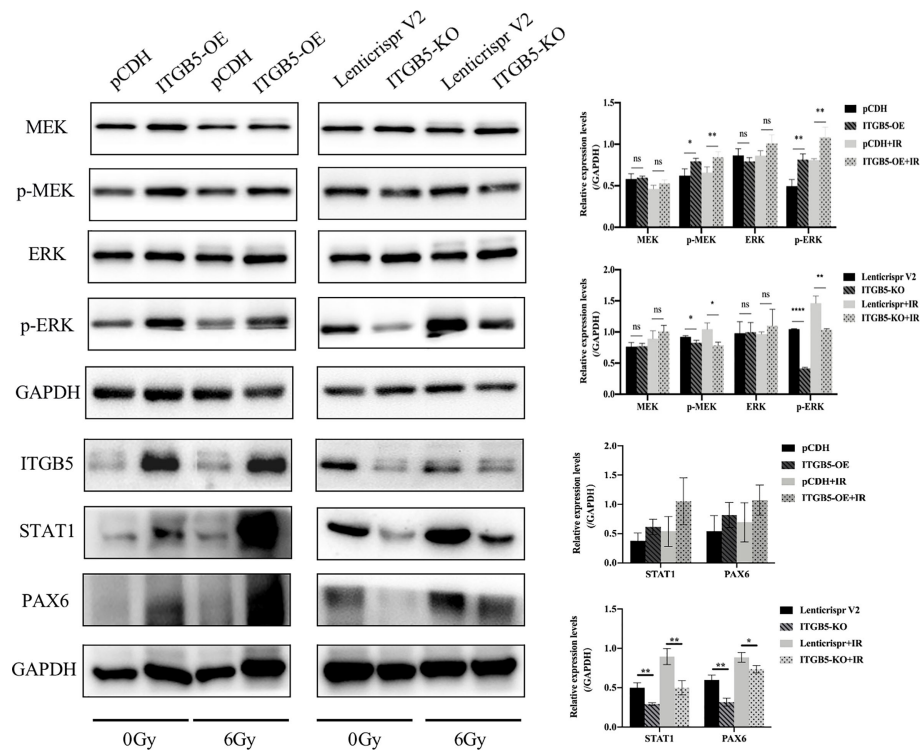 pCDH ITGB5-OE pCDH ITGB5-OE
Lenticrispr V2 ITGB5-KO Lenticrispr V2 ITGB5-KO
MEK
p-MEK
ERK
p-ERK
GAPDH
ITGB5
STAT1
PAX6
GAPDH
0Gy 6Gy 0Gy 6Gy
Relative expression levels
(/GAPDH)
1.5
1.0
0.5
0.0
ns ns * ** ns ns ** **
MEK p-MEK ERK p-ERK
pCDH
ITGB5-OE
pCDH+IR
ITGB5-OE+IR
Relative expression levels
(/GAPDH)
2.0
1.5
1.0
0.5
0.0
ns ns * * ns ns **** **
MEK p-MEK ERK p-ERK
Lenticrispr V2
ITGB5-KO
Lenticrispr+IR
ITGB5-KO+IR
Relative expression levels
(/GAPDH)
2.0
1.5
1.0
0.5
0.0
STAT1 PAX6
pCDH
ITGB5-OE
pCDH+IR
ITGB5-OE+IR
Relative expression levels
(/GAPDH)
1.5
1.0
0.5
0.0
** ** ** *
STAT1 PAX6
Lenticrispr V2
ITGB5-KO
Lenticrispr+IR
ITGB5-KO+IR